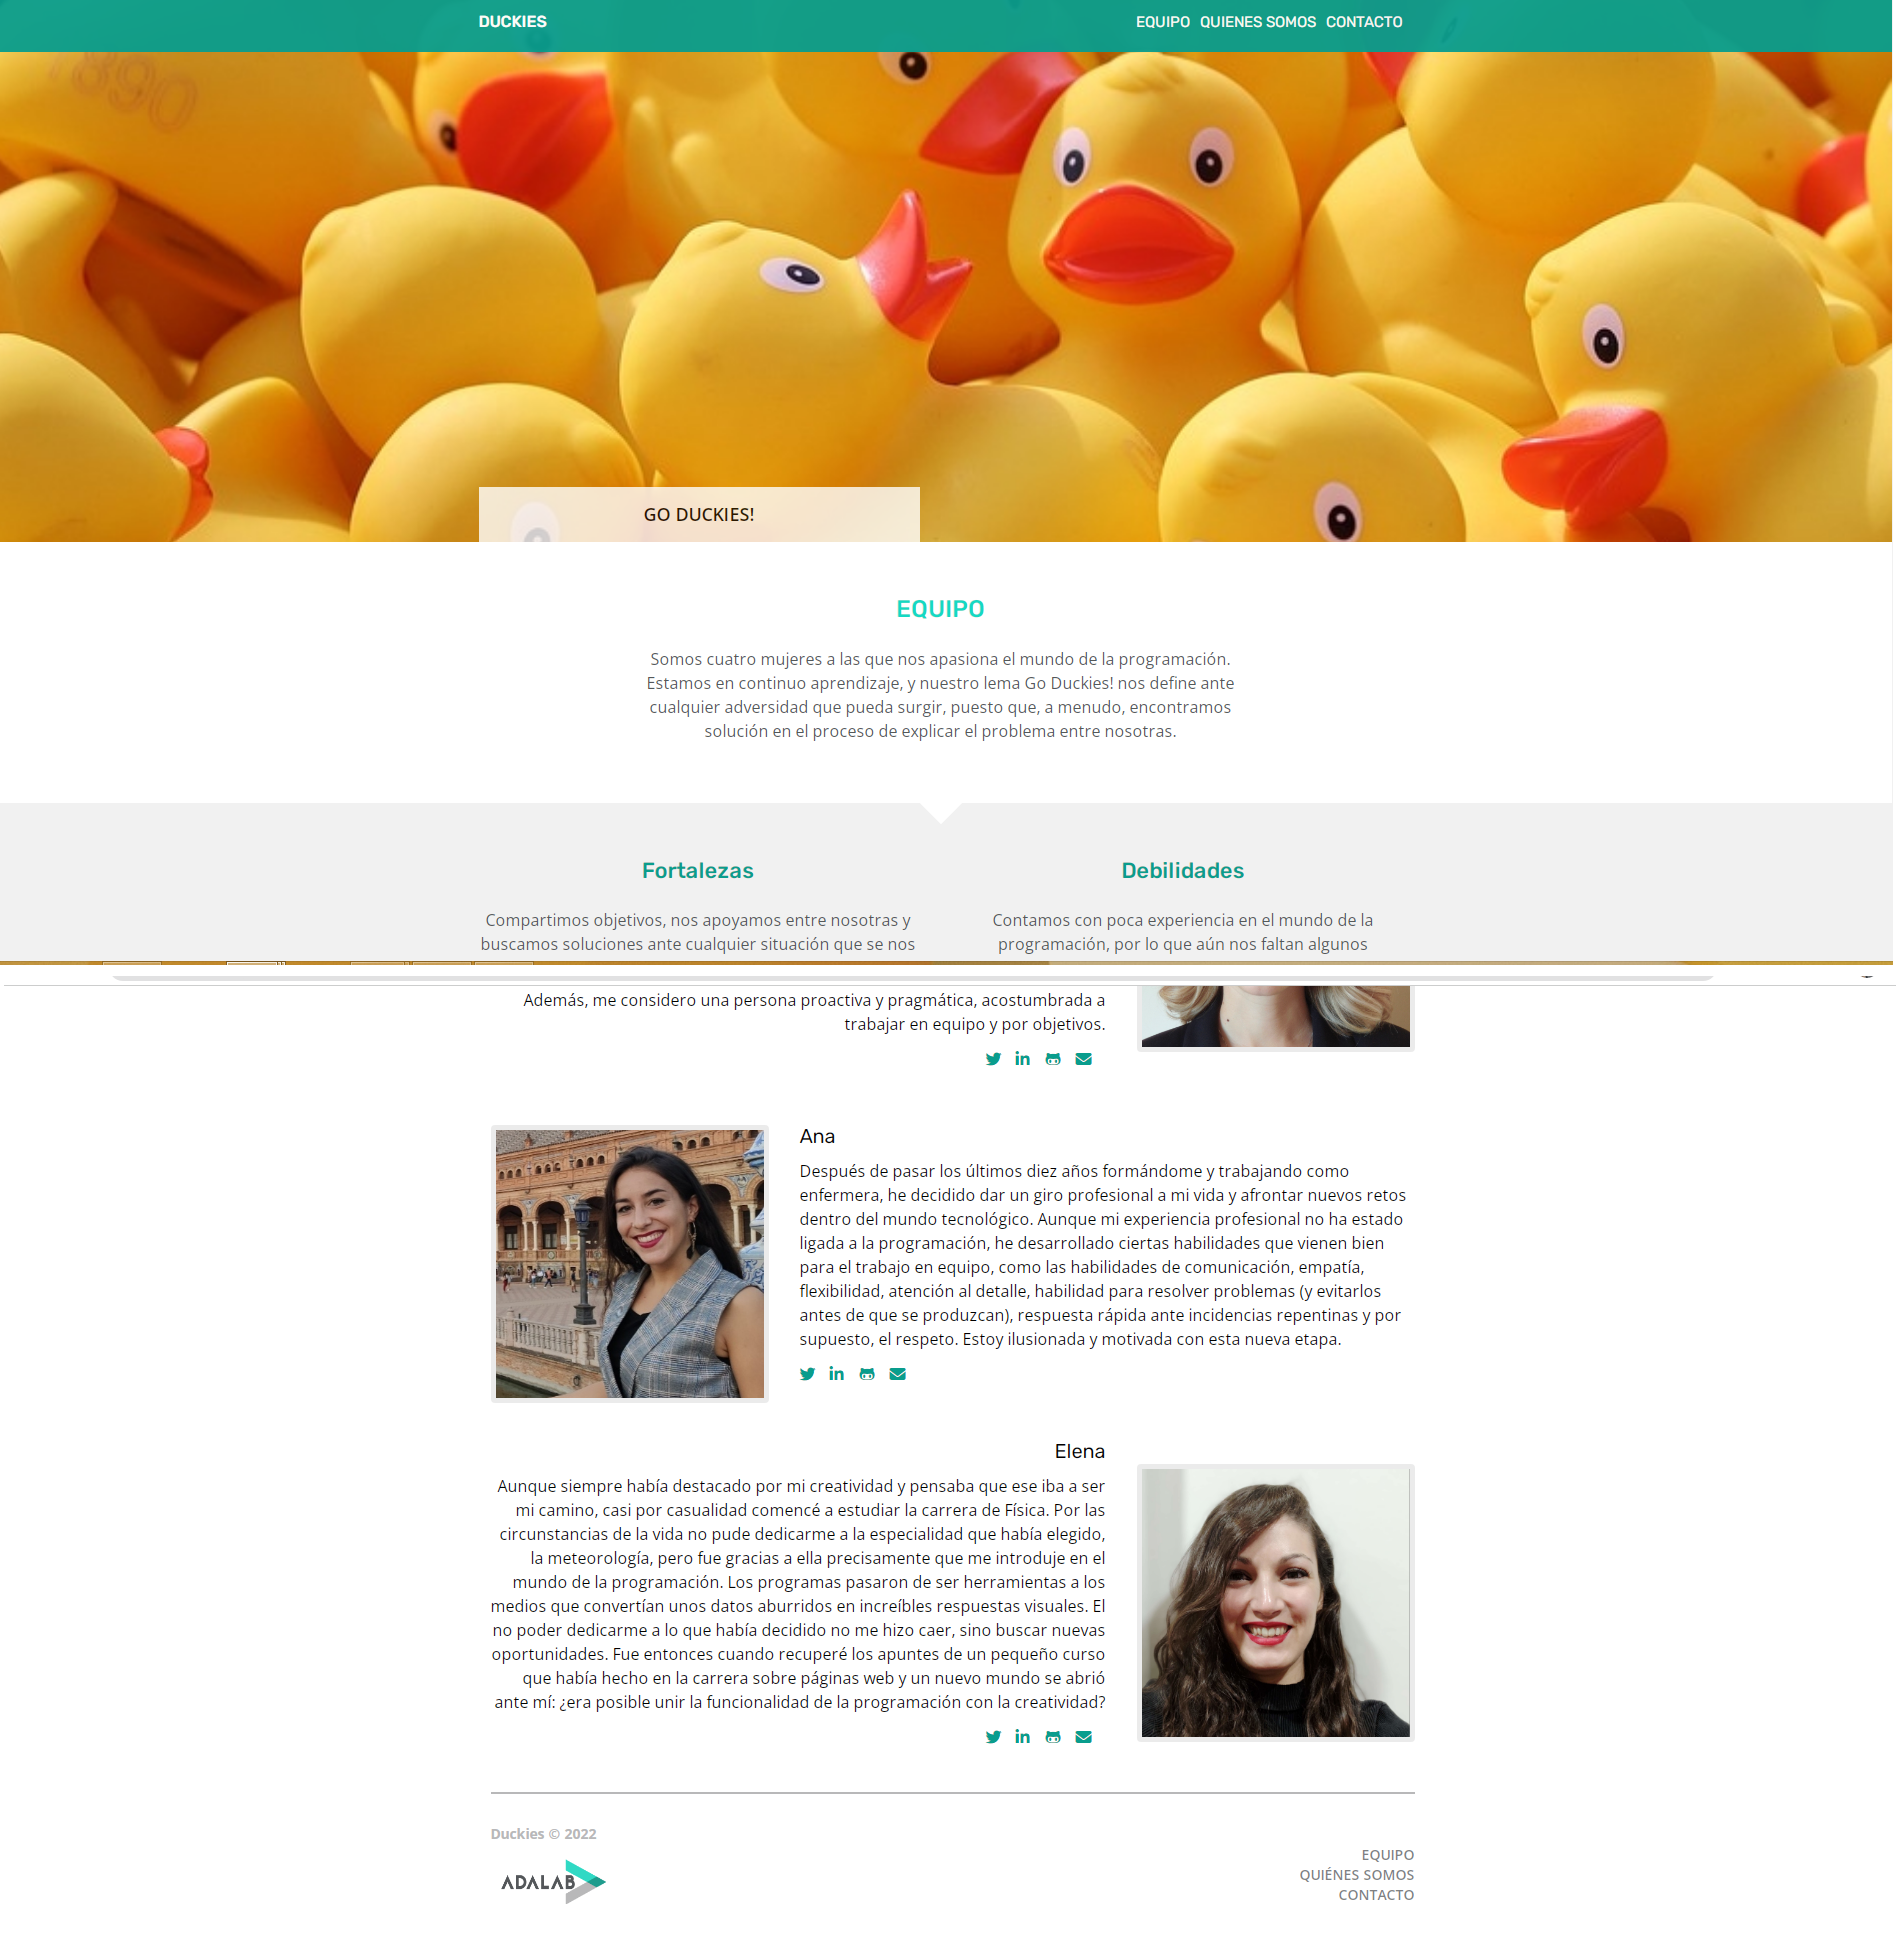 DUCKIES
EQUIPO QUIENES SOMOS CONTACTO
1890
GO DUCKIES!
EQUIPO
Somos cuatro mujeres a las que nos apasiona el mundo de la programación.
Estamos en continuo aprendizaje, y nuestro lema Go Duckies! nos define ante
cualquier adversidad que pueda surgir, puesto que, a menudo, encontramos
solución en el proceso de explicar el problema entre nosotras.
Fortalezas
Compartimos objetivos, nos apoyamos entre nosotras y
buscamos soluciones ante cualquier situación que se nos
Debilidades
Contamos con poca experiencia en el mundo de la
programación, por lo que aún nos faltan algunos
Además, me considero una persona proactiva y pragmática, acostumbrada a
trabajar en equipo y por objetivos.
Ana
Después de pasar los últimos diez años formándome y trabajando como
enfermera, he decidido dar un giro profesional a mi vida y afrontar nuevos retos
dentro del mundo tecnológico. Aunque mi experiencia profesional no ha estado
ligada a la programación, he desarrollado ciertas habilidades que vienen bien
para el trabajo en equipo, como las habilidades de comunicación, empatía,
flexibilidad, atención al detalle, habilidad para resolver problemas (y evitarlos
antes de que se produzcan), respuesta rápida ante incidencias repentinas y por
supuesto, el respeto. Estoy ilusionada y motivada con esta nueva etapa.
Elena
Aunque siempre había destacado por mi creatividad y pensaba que ese iba a ser
mi camino, casi por casualidad comencé a estudiar la carrera de Física. Por las
circunstancias de la vida no pude dedicarme a la especialidad que había elegido,
la meteorología, pero fue gracias a ella precisamente que me introduje en el
mundo de la programación. Los programas pasaron de ser herramientas a los
medios que convertían unos datos aburridos en increíbles respuestas visuales. El
no poder dedicarme a lo que había decidido no me hizo caer, sino buscar nuevas
oportunidades. Fue entonces cuando recuperé los apuntes de un pequeño curso
que había hecho en la carrera sobre páginas web y un nuevo mundo se abrió
ante mí: ¿era posible unir la funcionalidad de la programación con la creatividad?
Duckies © 2022
ADALAB
EQUIPO
QUIÉNES SOMOS
CONTACTO